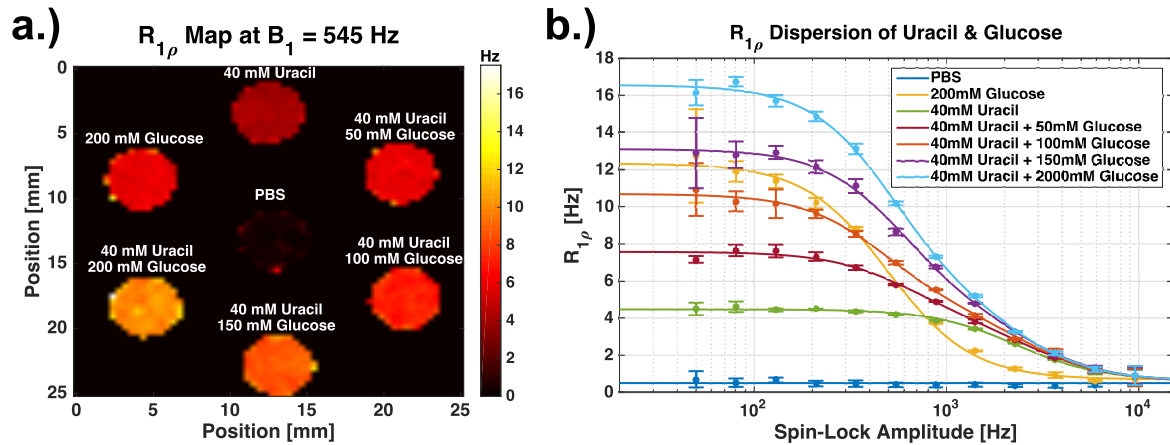 a.)
R1ρ Map at B1 = 545 Hz
Hz
0
5
10
15
20
25
Position [mm]
40 mM Uracil
200 mM Glucose
40 mM Uracil
50 mM Glucose
PBS
40 mM Uracil
200 mM Glucose
40 mM Uracil
100 mM Glucose
40 mM Uracil
150 mM Glucose
0 5 10 15 20 25
Position [mm]
16
14
12
10
8
6
4
2
0
b.)
R1ρ Dispersion of Uracil & Glucose
18
16
14
12
10
8
6
4
2
0
R1ρ [Hz]
PBS
200mM Glucose
40mM Uracil
40mM Uracil + 50mM Glucose
40mM Uracil + 100mM Glucose
40mM Uracil + 150mM Glucose
40mM Uracil + 2000mM Glucose
10² 10³ 10⁴
Spin-Lock Amplitude [Hz]